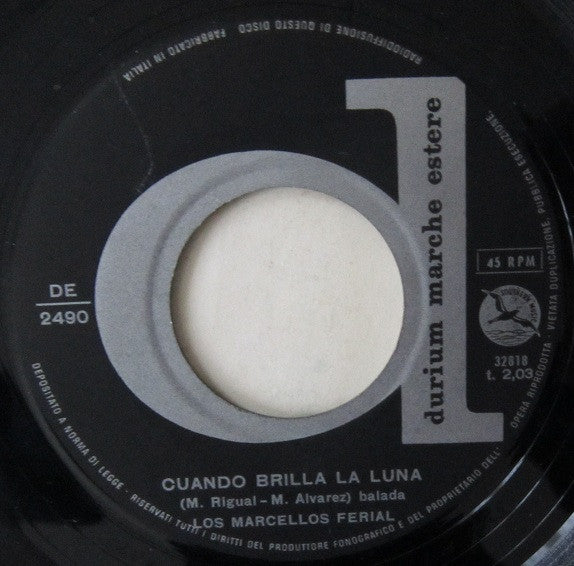 RADIODIFFUSIONE DI QUESTO DISCO
FABBRICATO IN ITALIA
durium marche estere
DE
2490
45 RPM
32618
t. 2,03
CUANDO BRILLA LA LUNA
(M. Rigual - M. Alvarez) balada
LOS MARCELLOS FERIAL
DEPOSITATO A NORMA DI LEGGE - RISERVATI TUTTI I DIRITTI DEL PRODUTTORE FONOGRAFICO E DEL PROPRIETARIO DELL' OPERA RIPRODOTTA VIETATA DUPLICAZIONE, PUBBLICA ESECUZIONE,